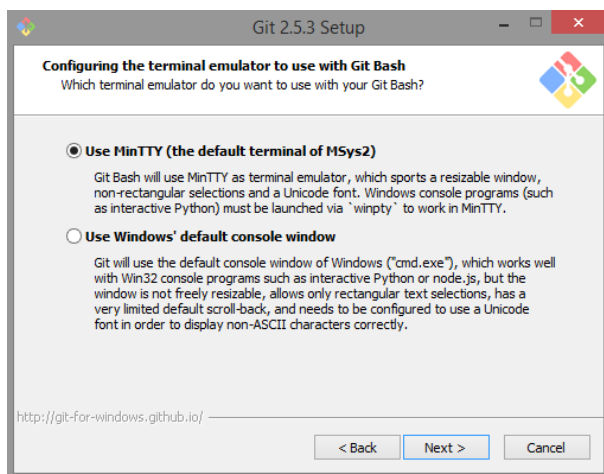 Git 2.5.3 Setup
Configuring the terminal emulator to use with Git Bash
Which terminal emulator do you want to use with your Git Bash?
Use MinTTY (the default terminal of MSys2)
Git Bash will use MinTTY as terminal emulator, which sports a resizable window,
non-rectangular selections and a Unicode font. Windows console programs (such
as interactive Python) must be launched via `winpty` to work in MinTTY.
Use Windows' default console window
Git will use the default console window of Windows ("cmd.exe"), which works well
with Win32 console programs such as interactive Python or node.js, but the
window is not freely resizable, allows only rectangular text selections, has a
very limited default scroll-back, and needs to be configured to use a Unicode
font in order to display non-ASCII characters correctly.
http://git-for-windows.github.io/
< Back Next > Cancel